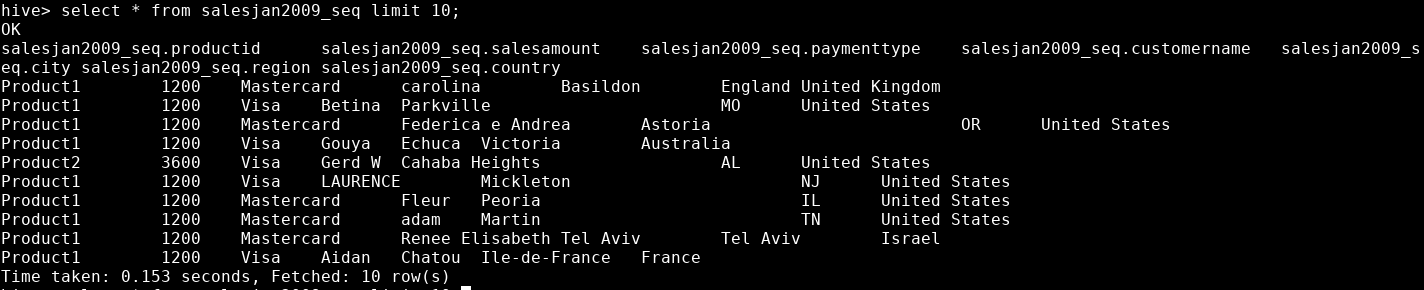 hive> select * from salesjan2009_seq limit 10;
OK
salesjan2009_seq.productid salesjan2009_seq.salesamount salesjan2009_seq.paymenttype salesjan2009_seq.customername salesjan2009_s
eq.city salesjan2009_seq.region salesjan2009_seq.country
Product1 1200 Mastercard carolina Basildon England United Kingdom
Product1 1200 Visa Betina Parkville MO United States
Product1 1200 Mastercard Federica e Andrea Astoria OR United States
Product1 1200 Visa Gouya Echuca Victoria Australia
Product2 3600 Visa Gerd W Cahaba Heights AL United States
Product1 1200 Visa LAURENCE Mickleton NJ United States
Product1 1200 Mastercard Fleur Peoria IL United States
Product1 1200 Mastercard adam Martin TN United States
Product1 1200 Mastercard Renee Elisabeth Tel Aviv Tel Aviv Israel
Product1 1200 Visa Aidan Chatou Ile-de-France France
Time taken: 0.153 seconds, Fetched: 10 row(s)